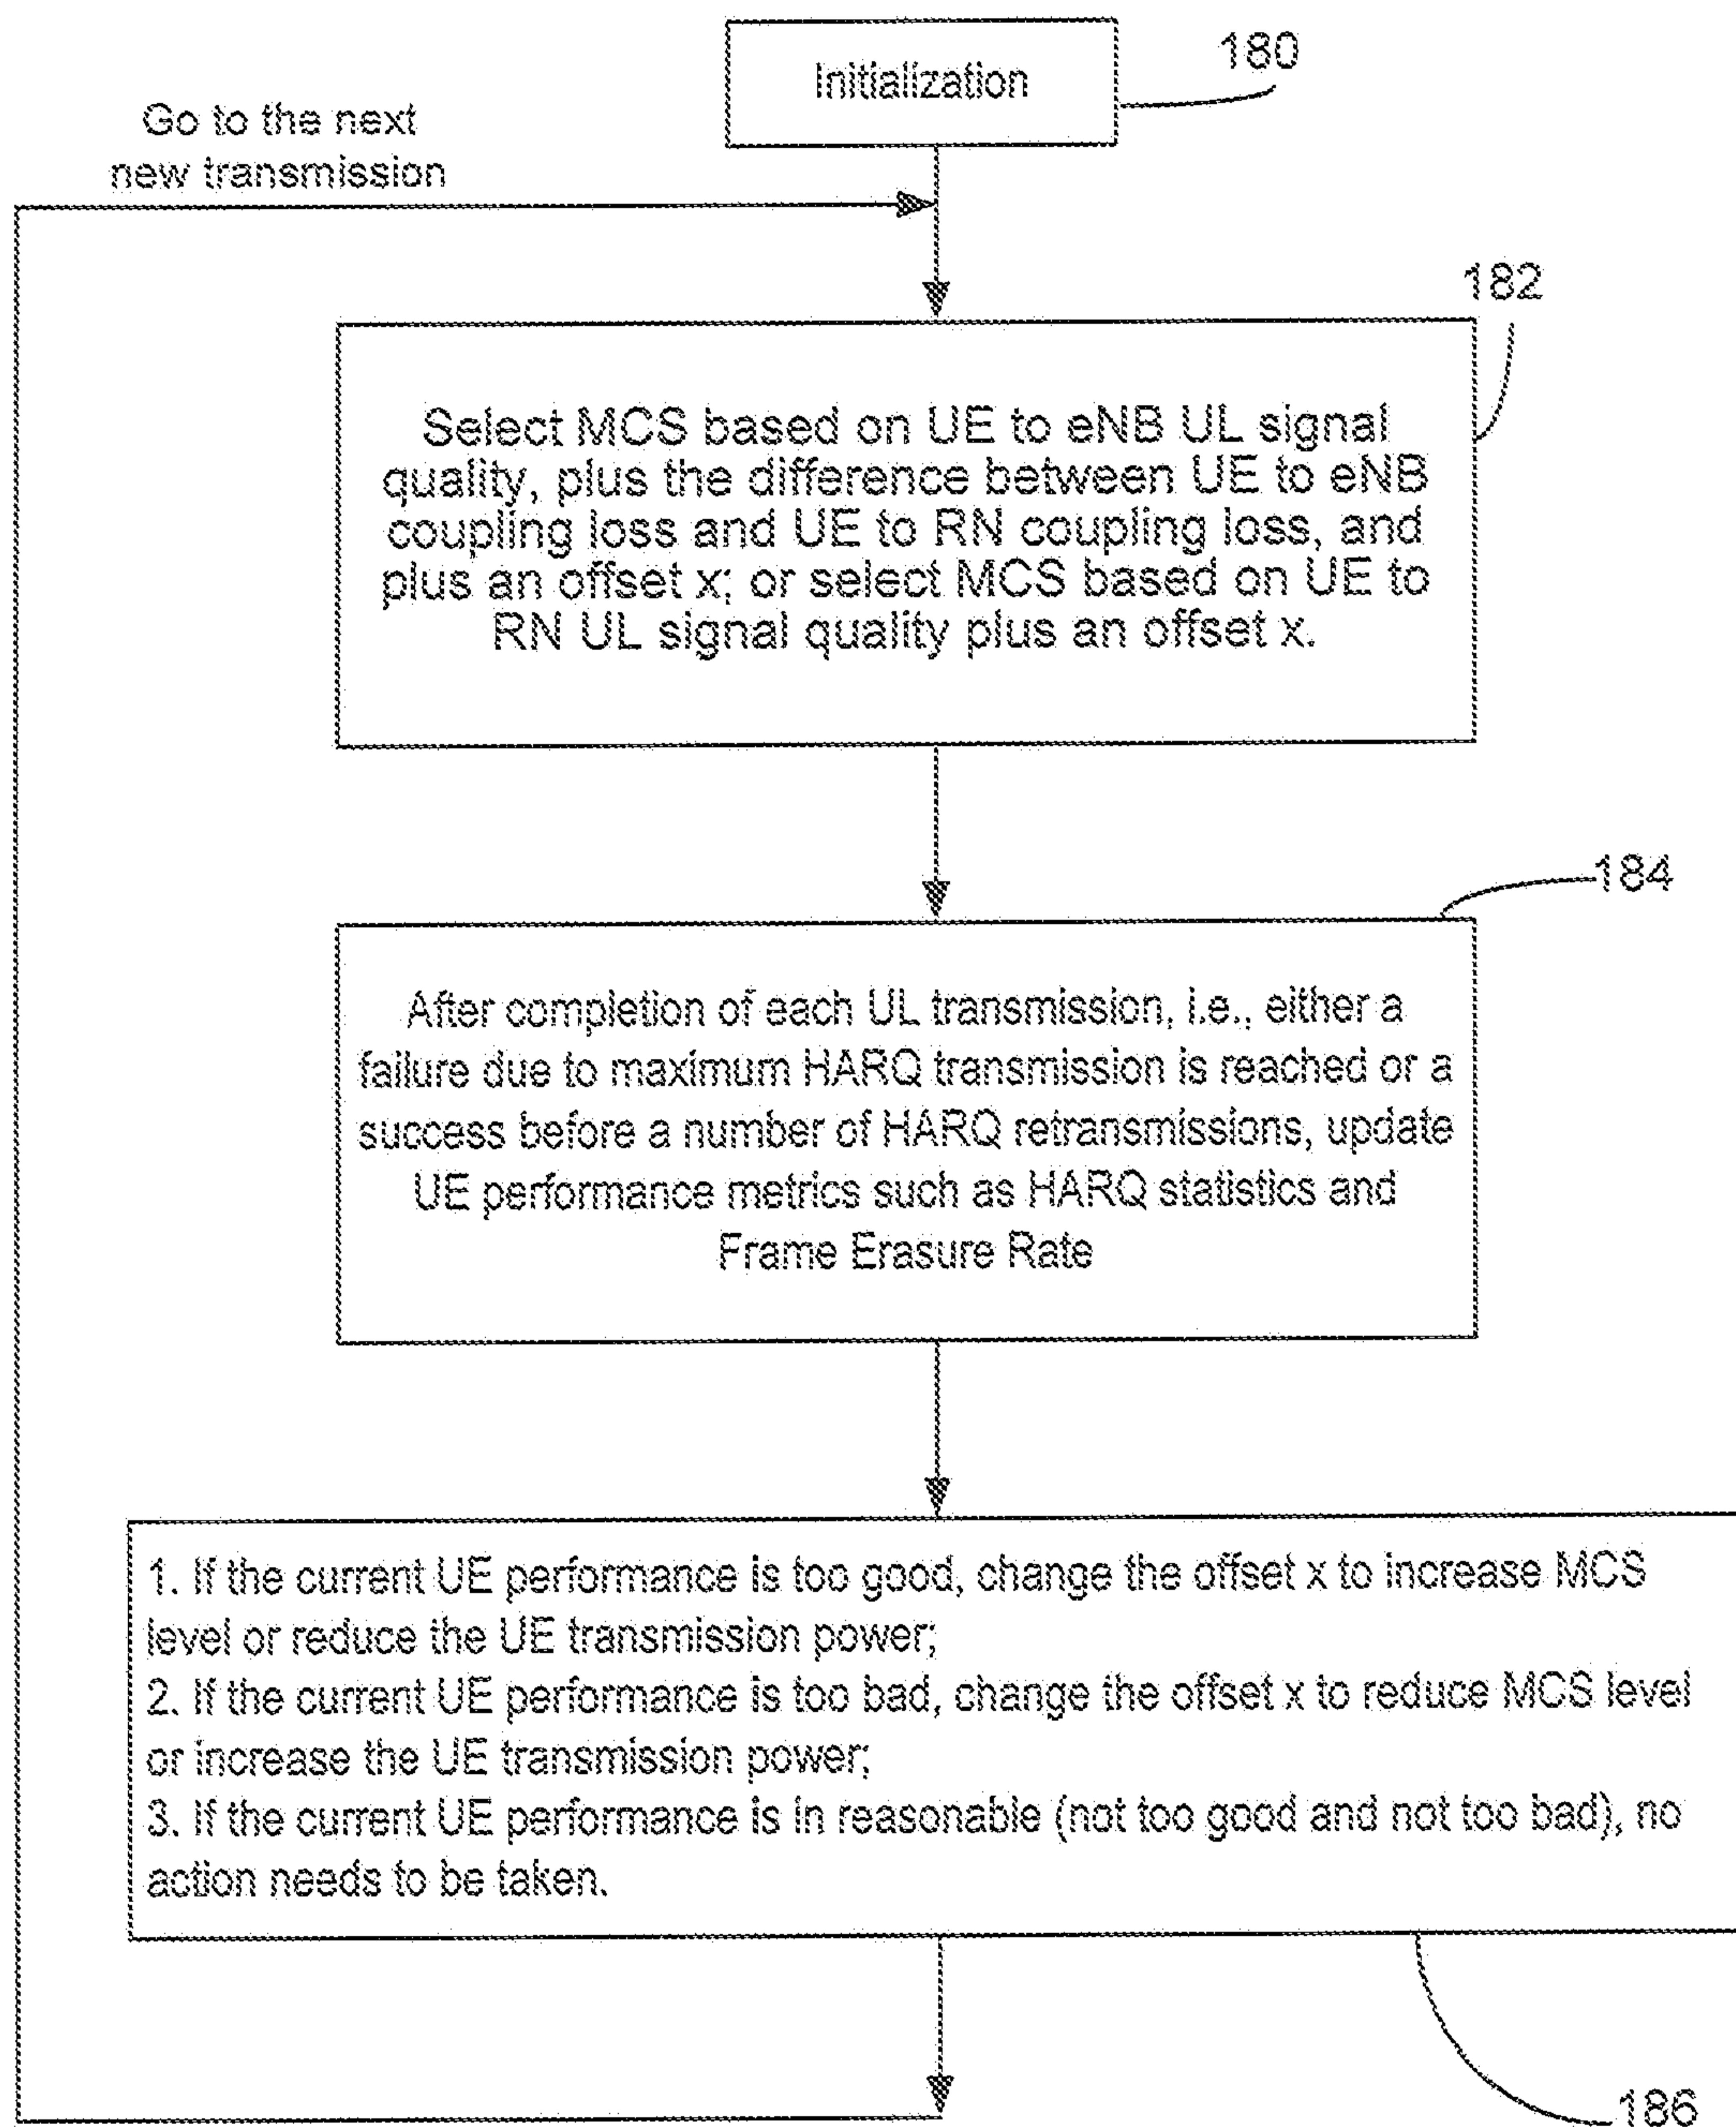 Initialization
180
Go to the next
new transmission
182
Select MCS based on UE to eNB UL signal
quality, plus the difference between UE to eNB
coupling loss and UE to RN coupling loss, and
plus an offset x; or select MCS based on UE to
RN UL signal quality plus an offset x.
184
After completion of each UL transmission, i.e., either a
failure due to maximum HARQ transmission is reached or a
success before a number of HARQ retransmissions, update
UE performance metrics such as HARQ statistics and
Frame Erasure Rate
1. If the current UE performance is too good, change the offset x to increase MCS
level or reduce the UE transmission power;
2. If the current UE performance is too bad, change the offset x to reduce MCS level
or increase the UE transmission power;
3. If the current UE performance is in reasonable (not too good and not too bad), no
action needs to be taken.
186